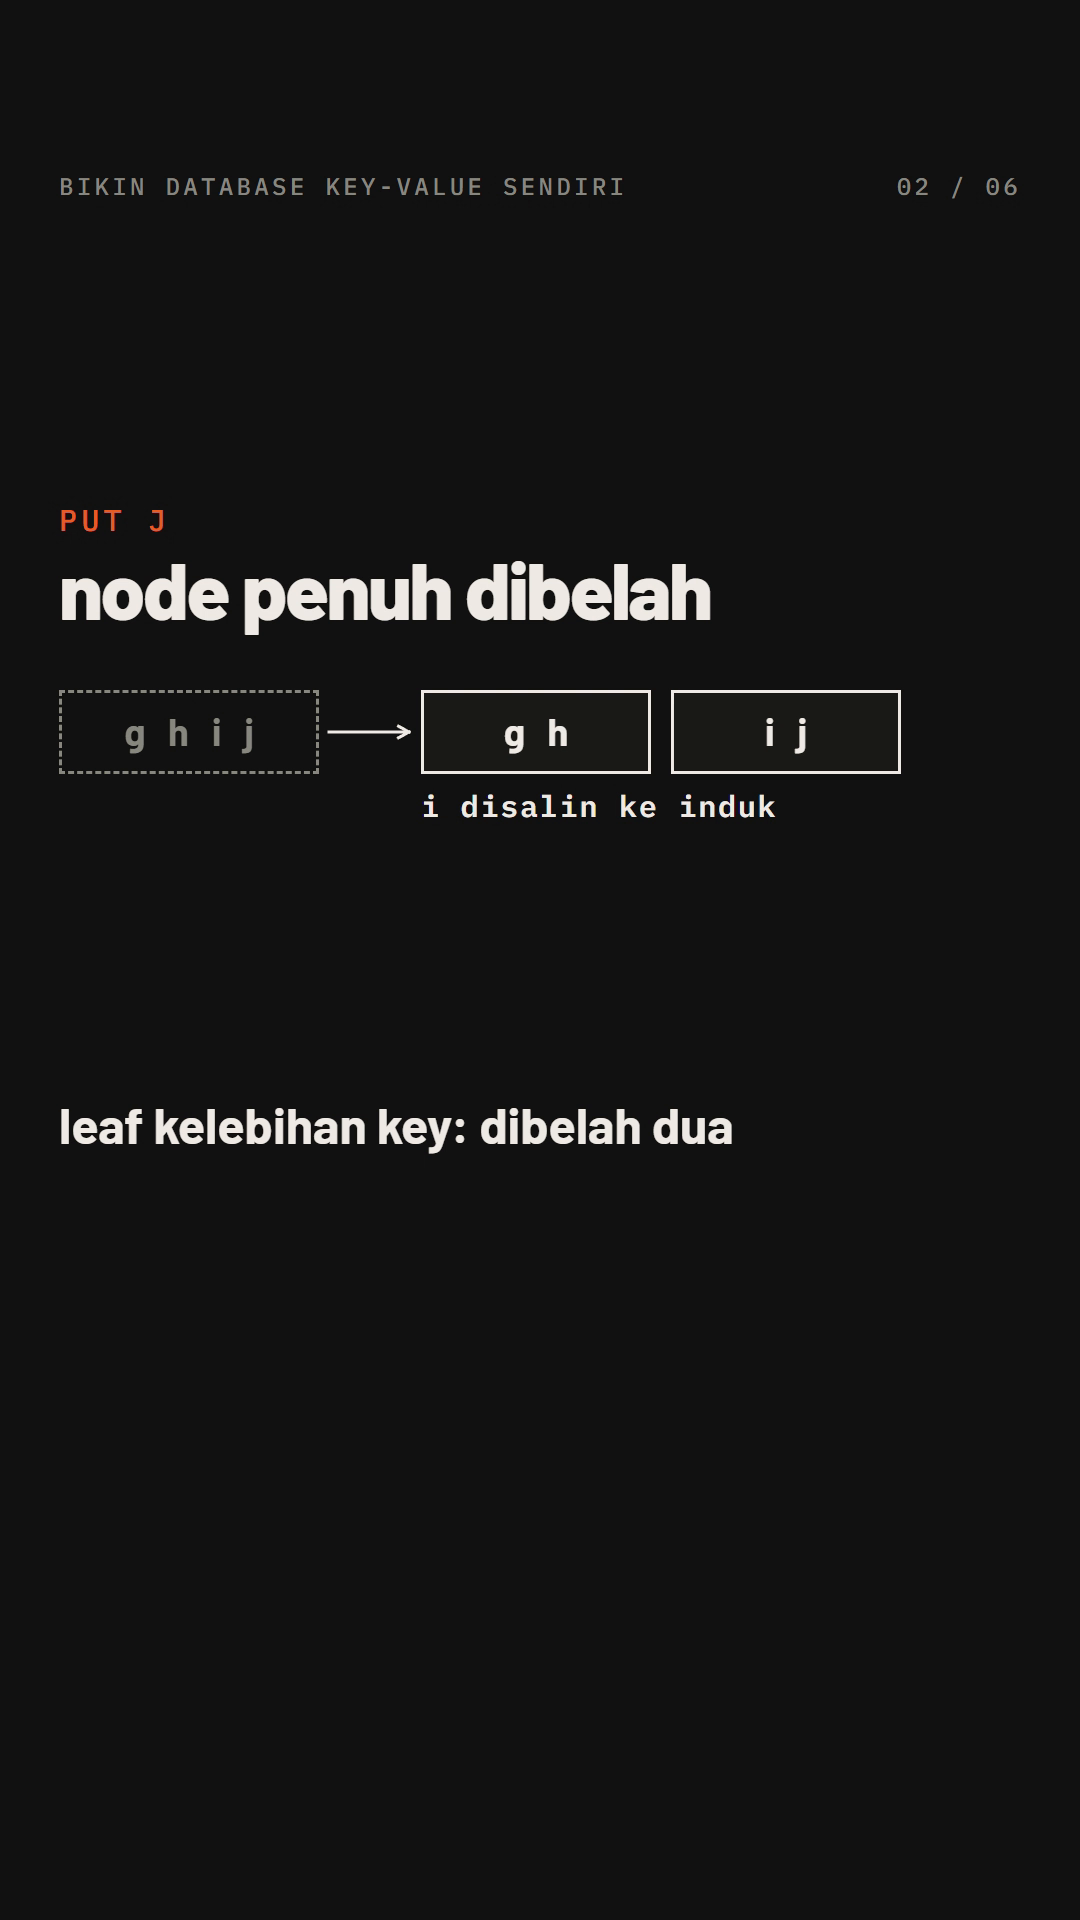 BIKIN DATABASE KEY-VALUE SENDIRI
02 / 06
PUT J
node penuh dibelah
g h i j
g h
i j
i disalin ke induk
leaf kelebihan key: dibelah dua